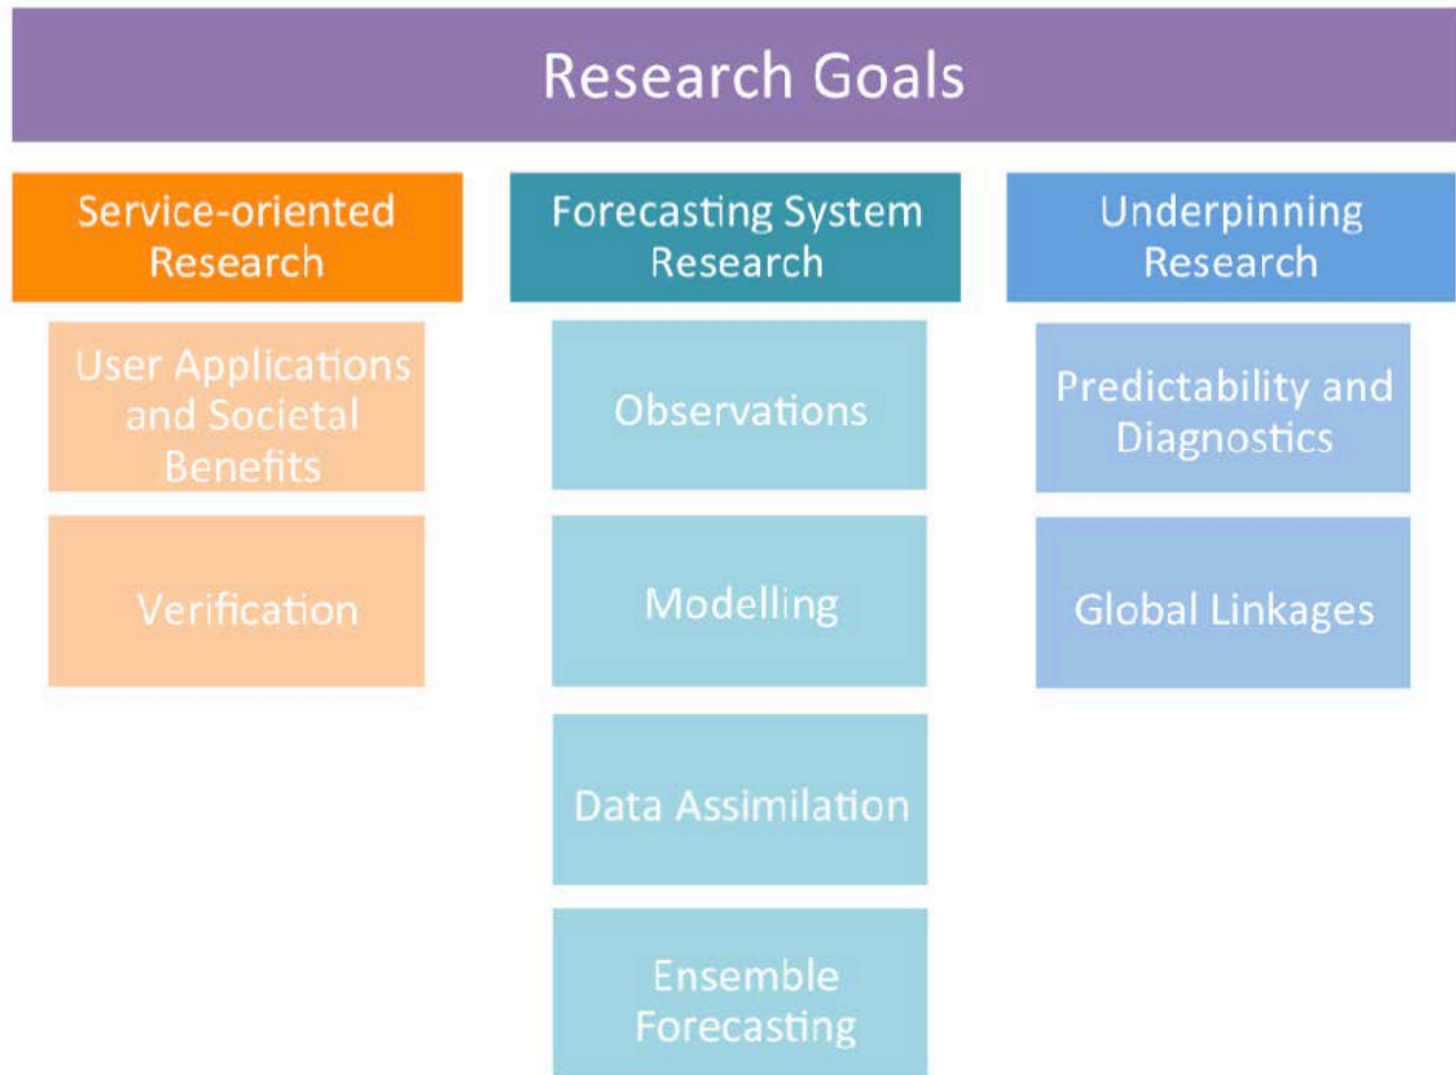 Research Goals
Service-oriented
Research
User Applications
and Societal
Benefits
Verification
Forecasting System
Research
Observations
Modelling
Data Assimilation
Ensemble
Forecasting
Underpinning
Research
Predictability and
Diagnostics
Global Linkages